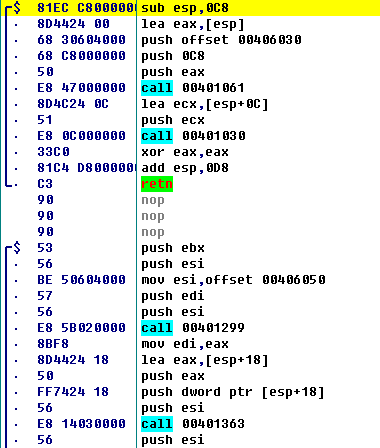 $ 81EC C8000000 sub esp,0C8
. 8D4424 00 lea eax,[esp]
. 68 30604000 push offset 00406030
. 68 C8000000 push 0C8
. 50 push eax
. E8 47000000 call 00401061
. 8D4C24 0C lea ecx,[esp+0C]
. 51 push ecx
. E8 0C000000 call 00401030
. 33C0 xor eax,eax
. 81C4 D8000000 add esp,0D8
. C3 retn
90 nop
90 nop
90 nop
$ 53 push ebx
. 56 push esi
. BE 50604000 mov esi,offset 00406050
. 57 push edi
. 56 push esi
. E8 5B020000 call 00401299
. 8BF8 mov edi,eax
. 8D4424 18 lea eax,[esp+18]
. 50 push eax
. FF7424 18 push dword ptr [esp+18]
. 56 push esi
. E8 14030000 call 00401363
. 56 push esi